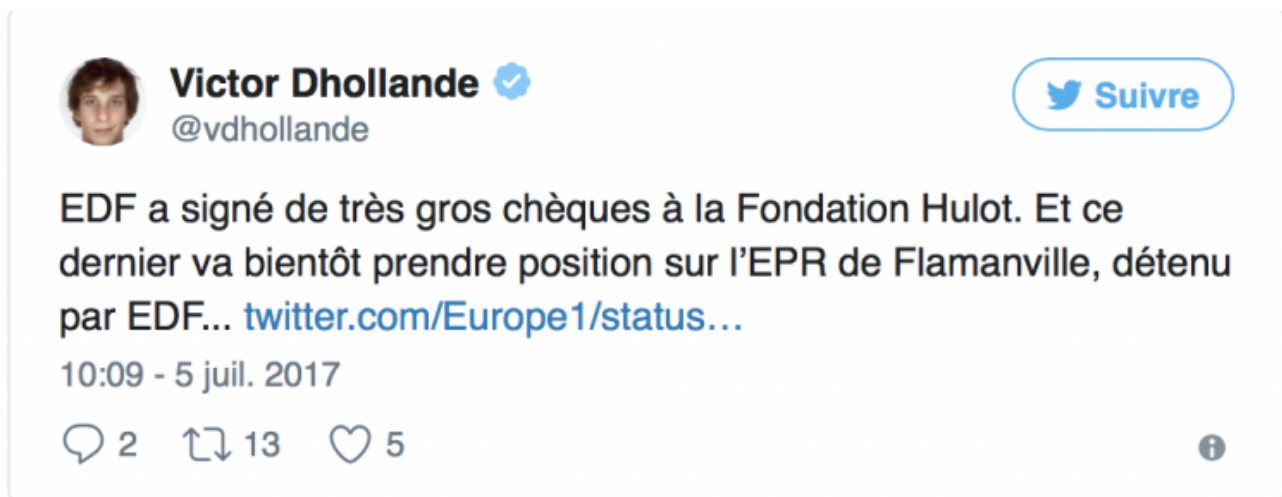 Victor Dhollande
@vdhollande
Suivre
EDF a signé de très gros chèques à la Fondation Hulot. Et ce
dernier va bientôt prendre position sur l’EPR de Flamanville, détenu
par EDF... twitter.com/Europe1/status…
10:09 - 5 juil. 2017
2 13 5